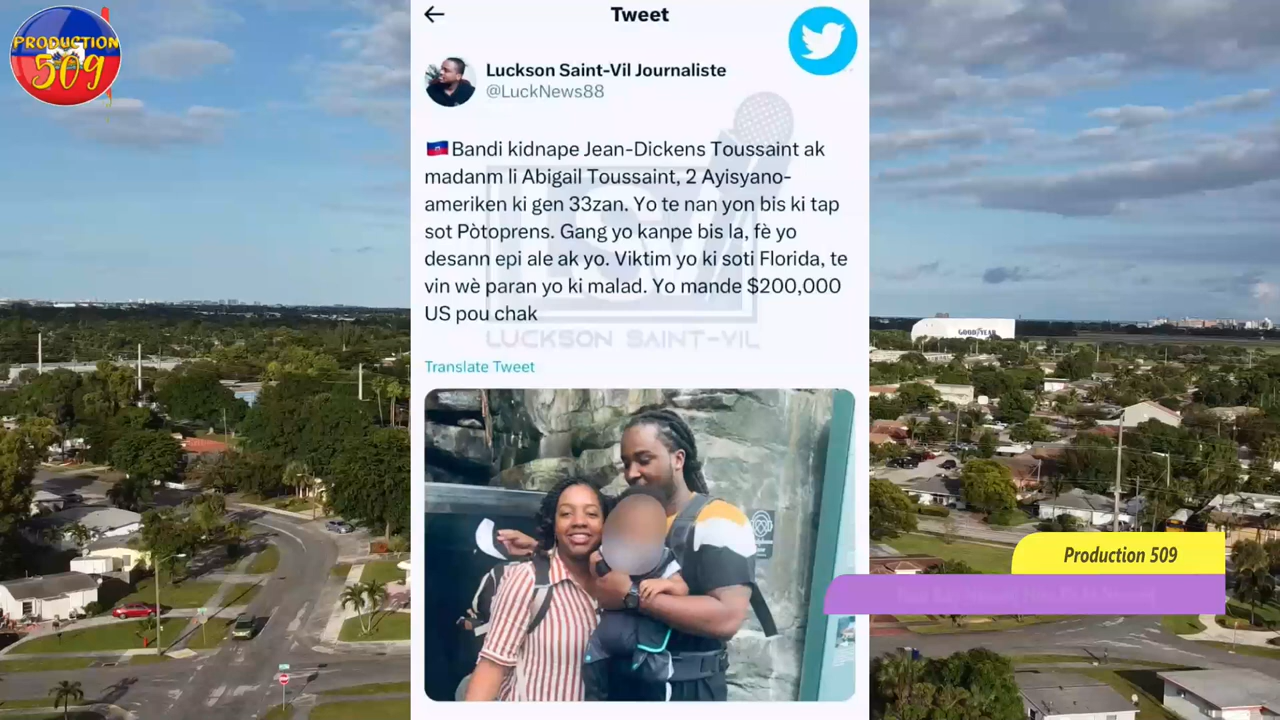 PRODUCTION
509
Tweet
Luckson Saint-Vil Journaliste
@LuckNews88
Bandi kidnape Jean-Dickens Toussaint ak
madanm li Abigail Toussaint, 2 Ayisyano-
ameriken ki gen 33zan. Yo te nan yon bis ki tap
sot Pòtoprens. Gang yo kanpe bis la, fè yo
desann epi ale ak yo. Viktim yo ki soti Florida, te
vin wè paran yo ki malad. Yo mande $200,000
US pou chak
LSV
LUCKSON SAINT-VIL
Translate Tweet
GOODYEAR
Production 509